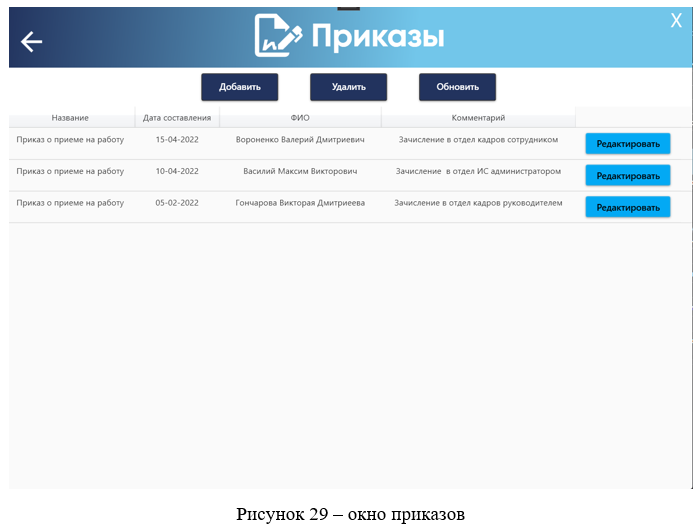 Приказы
X
Добавить Удалить Обновить
Название Дата составления ФИО Комментарий
Приказ о приеме на работу 15-04-2022 Вороненко Валерий Дмитриевич Зачисление в отдел кадров сотрудником Редактировать
Приказ о приеме на работу 10-04-2022 Василий Максим Викторович Зачисление в отдел ИС администратором Редактировать
Приказ о приеме на работу 05-02-2022 Гончарова Викторая Дмитриеева Зачисление в отдел кадров руководителем Редактировать
Рисунок 29 – окно приказов